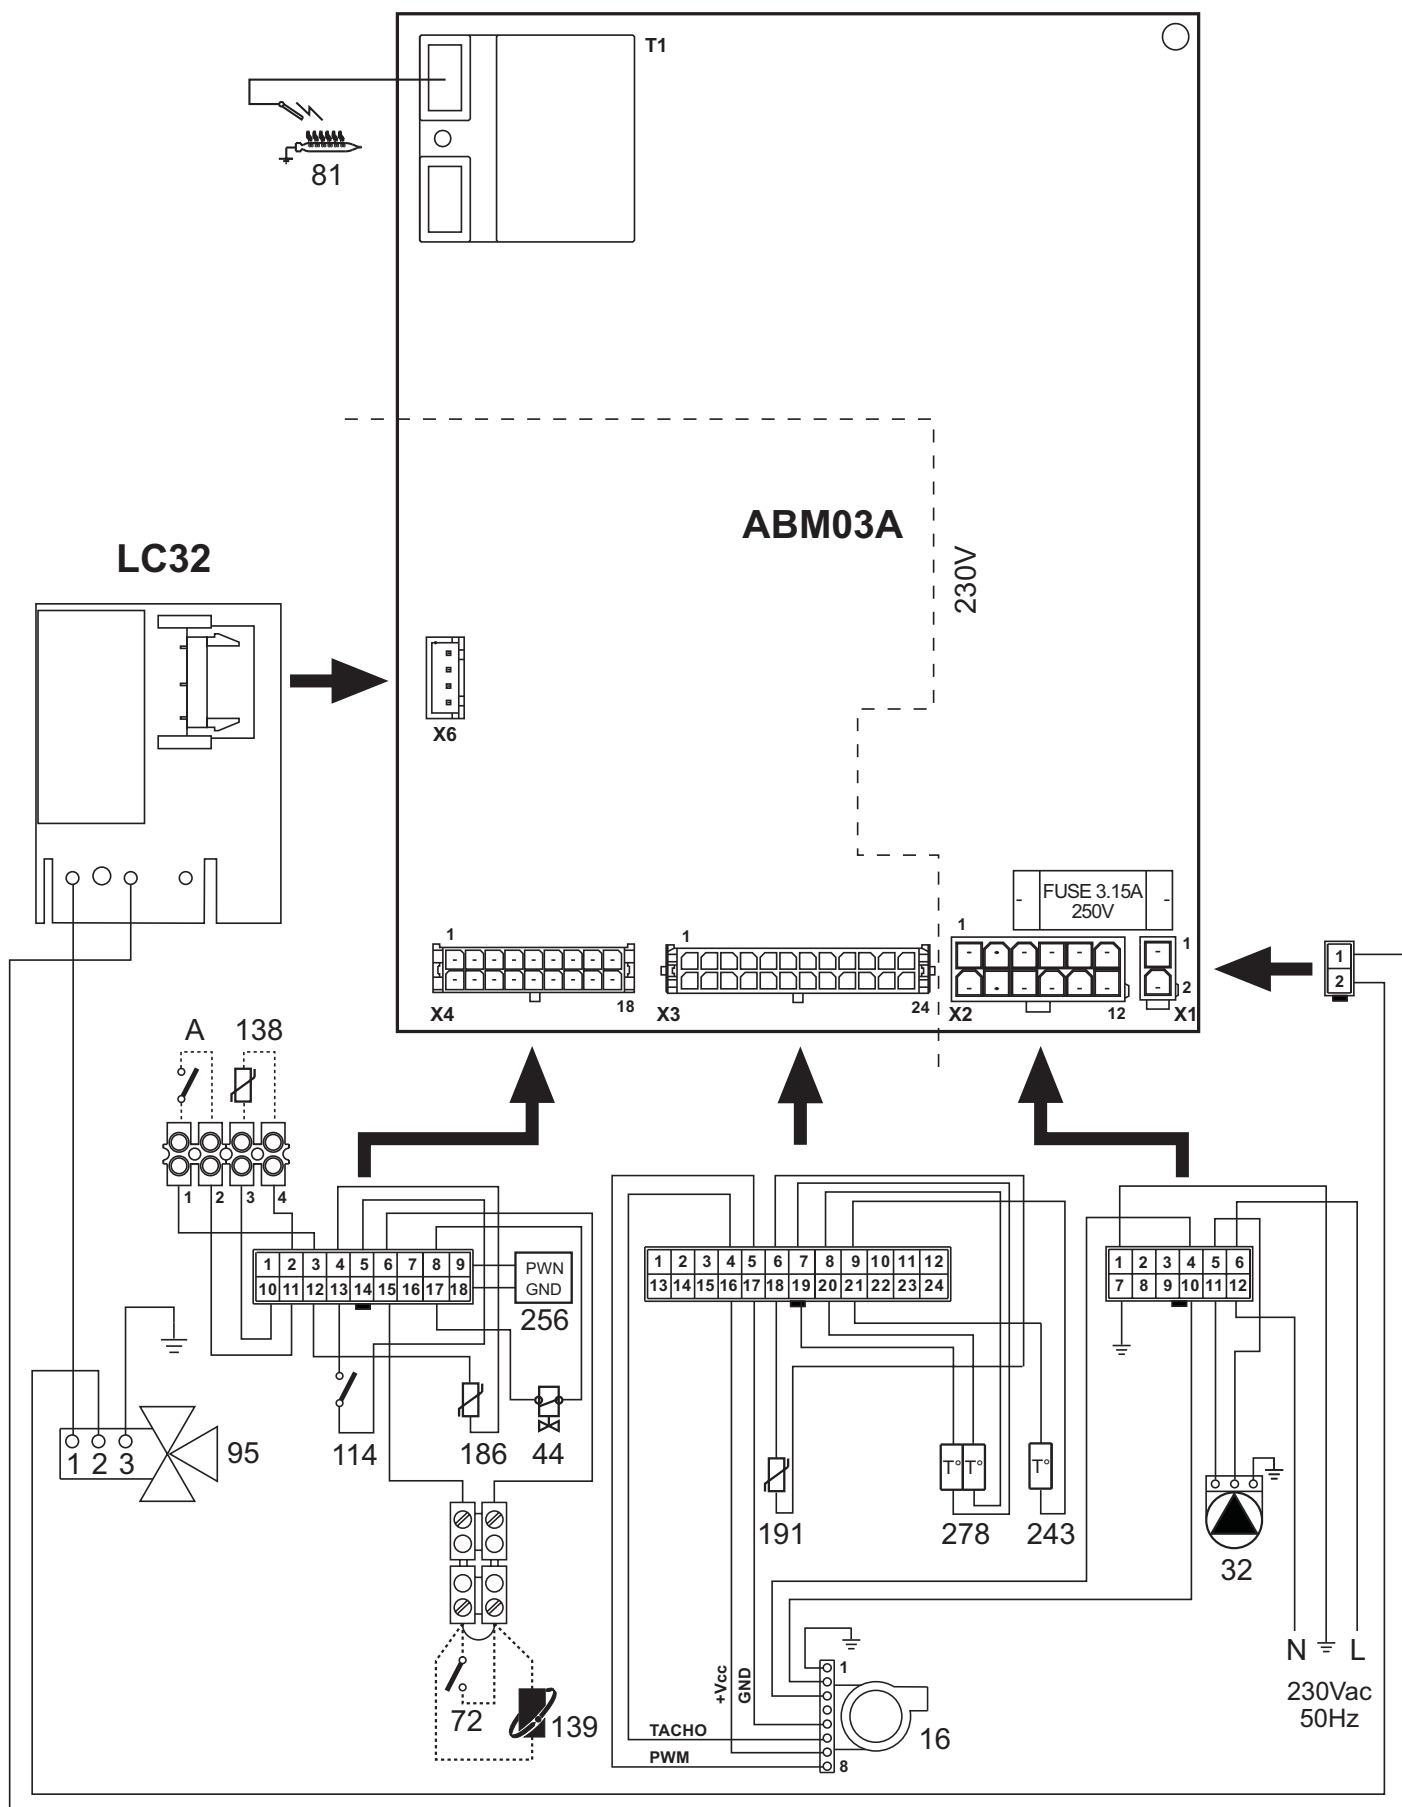 T1
81
ABM03A
LC32
230V
X6
FUSE 3.15A
250V
1
1
1
1
2
X4
18
X3
24
X2
12
X1
1
2
A
138
1
2
3
4
1 2 3 4 5 6 7 8 9
10 11 12 13 14 15 16 17 18
PWN
GND
256
1 2 3 4 5 6 7 8 9 10 11 12
13 14 15 16 17 18 19 20 21 22 23 24
1 2 3 4 5 6
7 8 9 10 11 12
1 2 3
95
114
186
44
191
278
T°
T°
T°
243
32
72
139
+Vcc
GND
TACHO
PWM
1
8
16
N
L
230Vac
50Hz